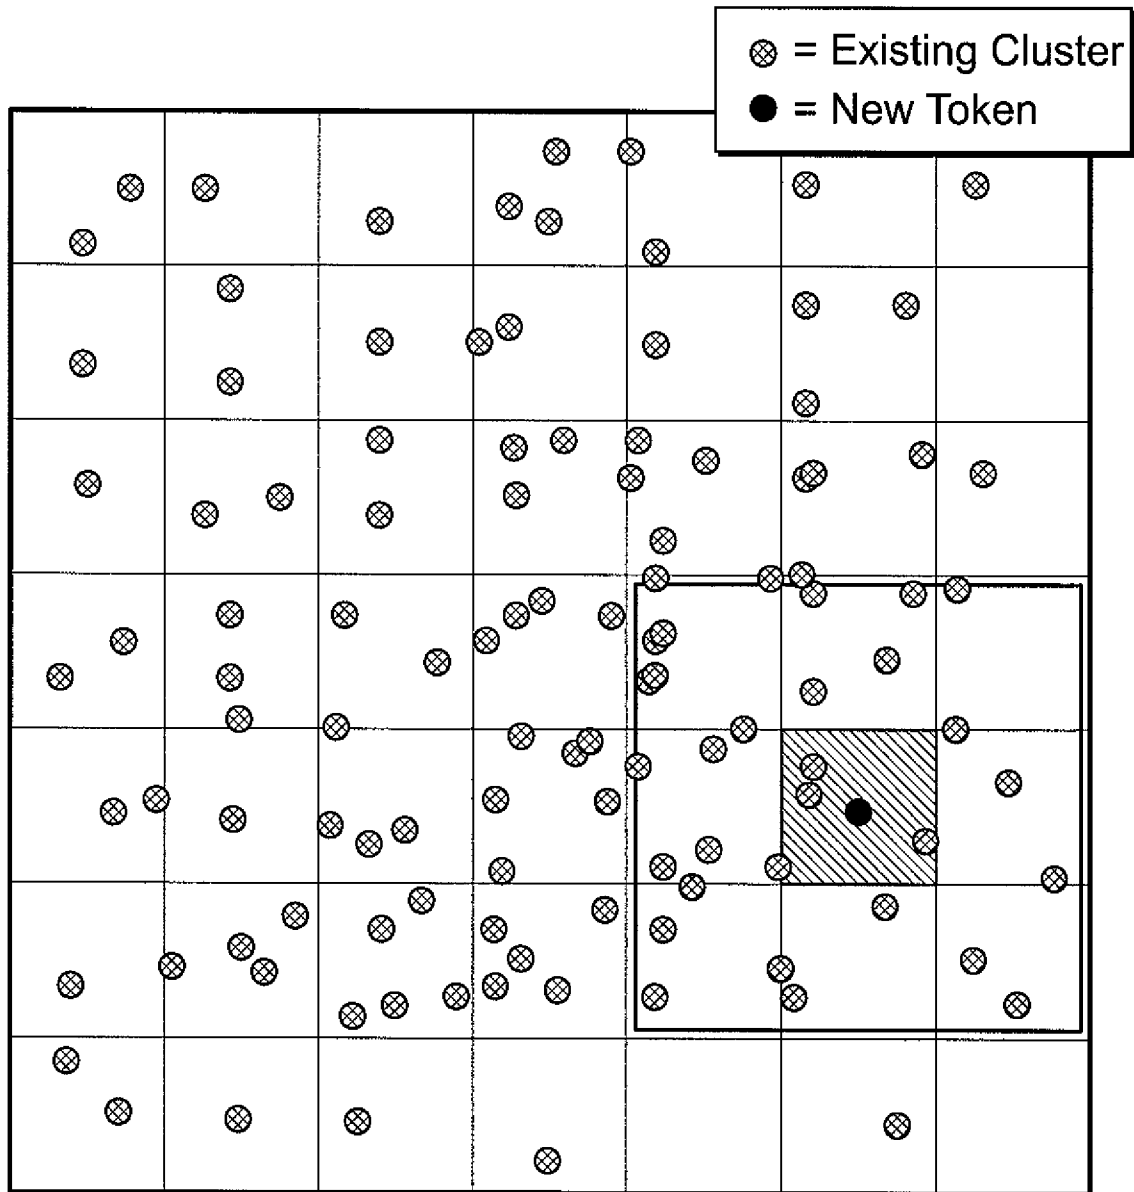 = Existing Cluster
= New Token